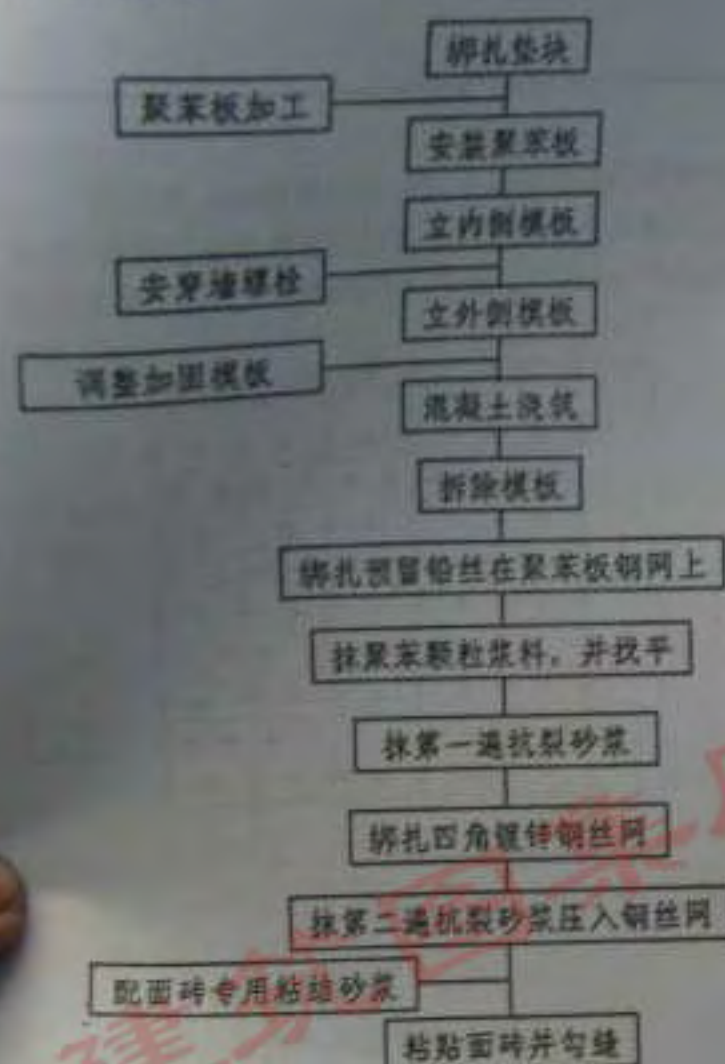 绑扎垫块
聚苯板加工
安装聚苯板
立内侧模板
安穿墙螺栓
立外侧模板
调整加固模板
混凝土浇筑
拆除模板
绑扎预留铅丝在聚苯板钢网上
抹聚苯颗粒浆料，并找平
抹第一遍抗裂砂浆
绑扎四角镀锌钢丝网
抹第二遍抗裂砂浆压入钢丝网
配面砖专用粘结砂浆
粘贴面砖并勾缝